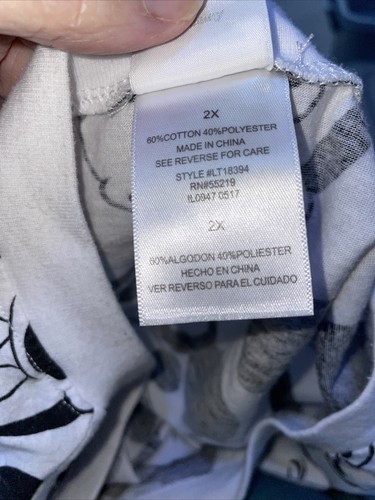 2X
60%COTTON 40%POLYESTER
MADE IN CHINA
SEE REVERSE FOR CARE
STYLE #LT18394
RN#55219
IL0947 0517
2X
60%ALGODON 40%POLIESTER
HECHO EN CHINA
VER REVERSO PARA EL CUIDADO